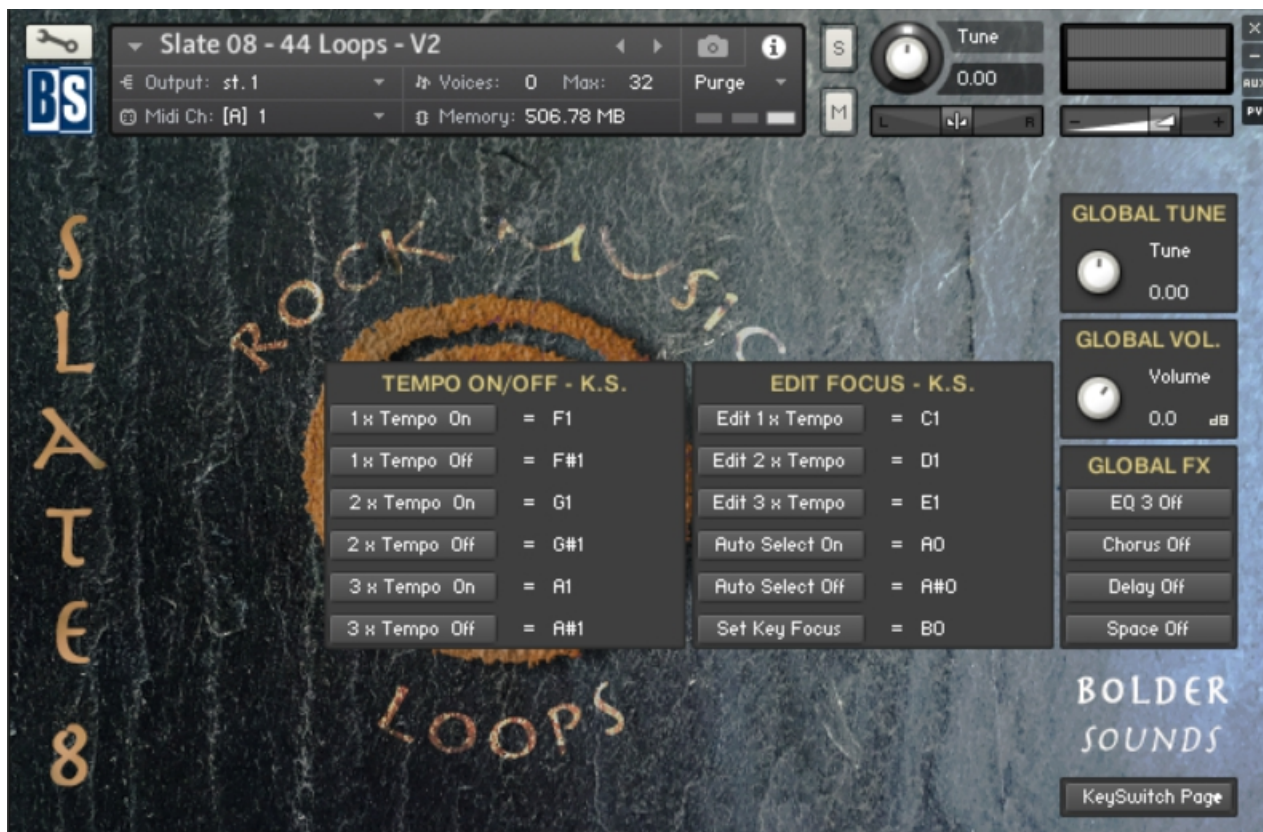 Slate 08 - 44 Loops - V2
Output: st.1
Voices: 0 Max: 32
Purge
Midi Ch: [A] 1
Memory: 506.78 MB
S
M
Tune
0.00
L
R
-
+
X
-
AUX
PV
BS
SLATE 8
ROCK MUSIC
LOOPS
TEMPO ON/OFF - K.S.
1x Tempo On = F1
1x Tempo Off = F#1
2 x Tempo On = G1
2 x Tempo Off = G#1
3 x Tempo On = A1
3 x Tempo Off = A#1
EDIT FOCUS - K.S.
Edit 1x Tempo = C1
Edit 2 x Tempo = D1
Edit 3 x Tempo = E1
Auto Select On = A0
Auto Select Off = A#0
Set Key Focus = B0
GLOBAL TUNE
Tune
0.00
GLOBAL VOL.
Volume
0.0 dB
GLOBAL FX
EQ 3 Off
Chorus Off
Delay Off
Space Off
BOLDER
SOUNDS
KeySwitch Page